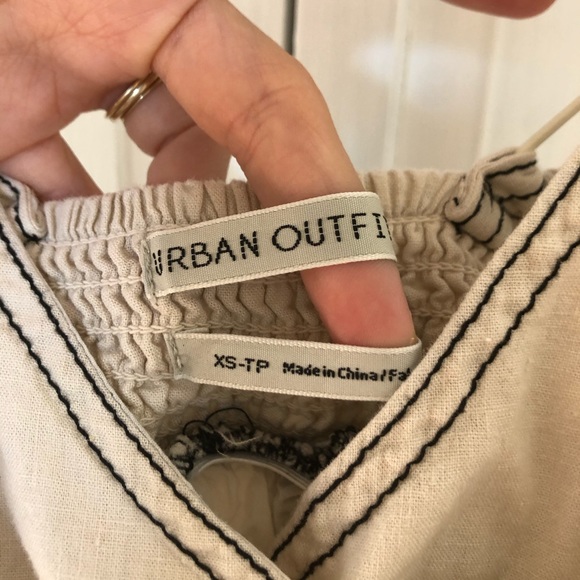 URBAN OUTFI
XS-TP Made in China / Fa